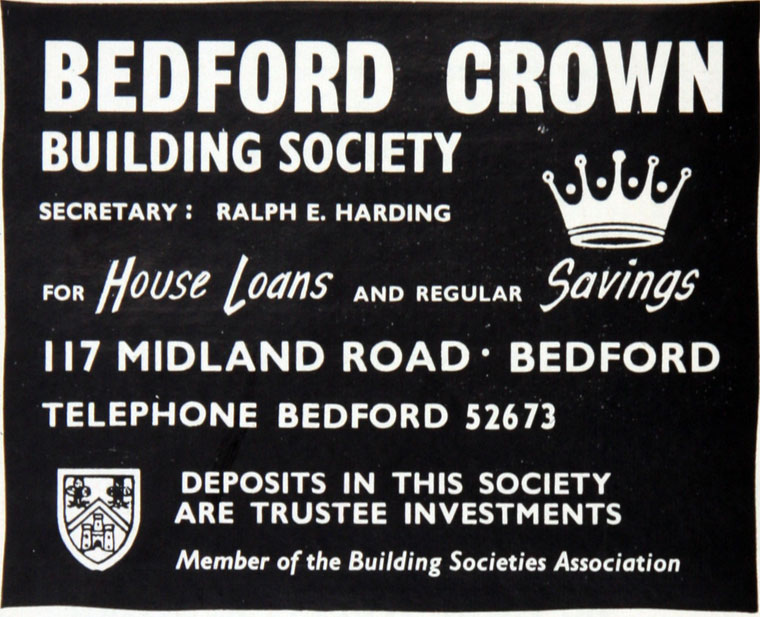 BEDFORD CROWN
BUILDING SOCIETY
SECRETARY: RALPH E. HARDING
FOR House Loans AND REGULAR Savings
117 MIDLAND ROAD · BEDFORD
TELEPHONE BEDFORD 52673
DEPOSITS IN THIS SOCIETY
ARE TRUSTEE INVESTMENTS
Member of the Building Societies Association